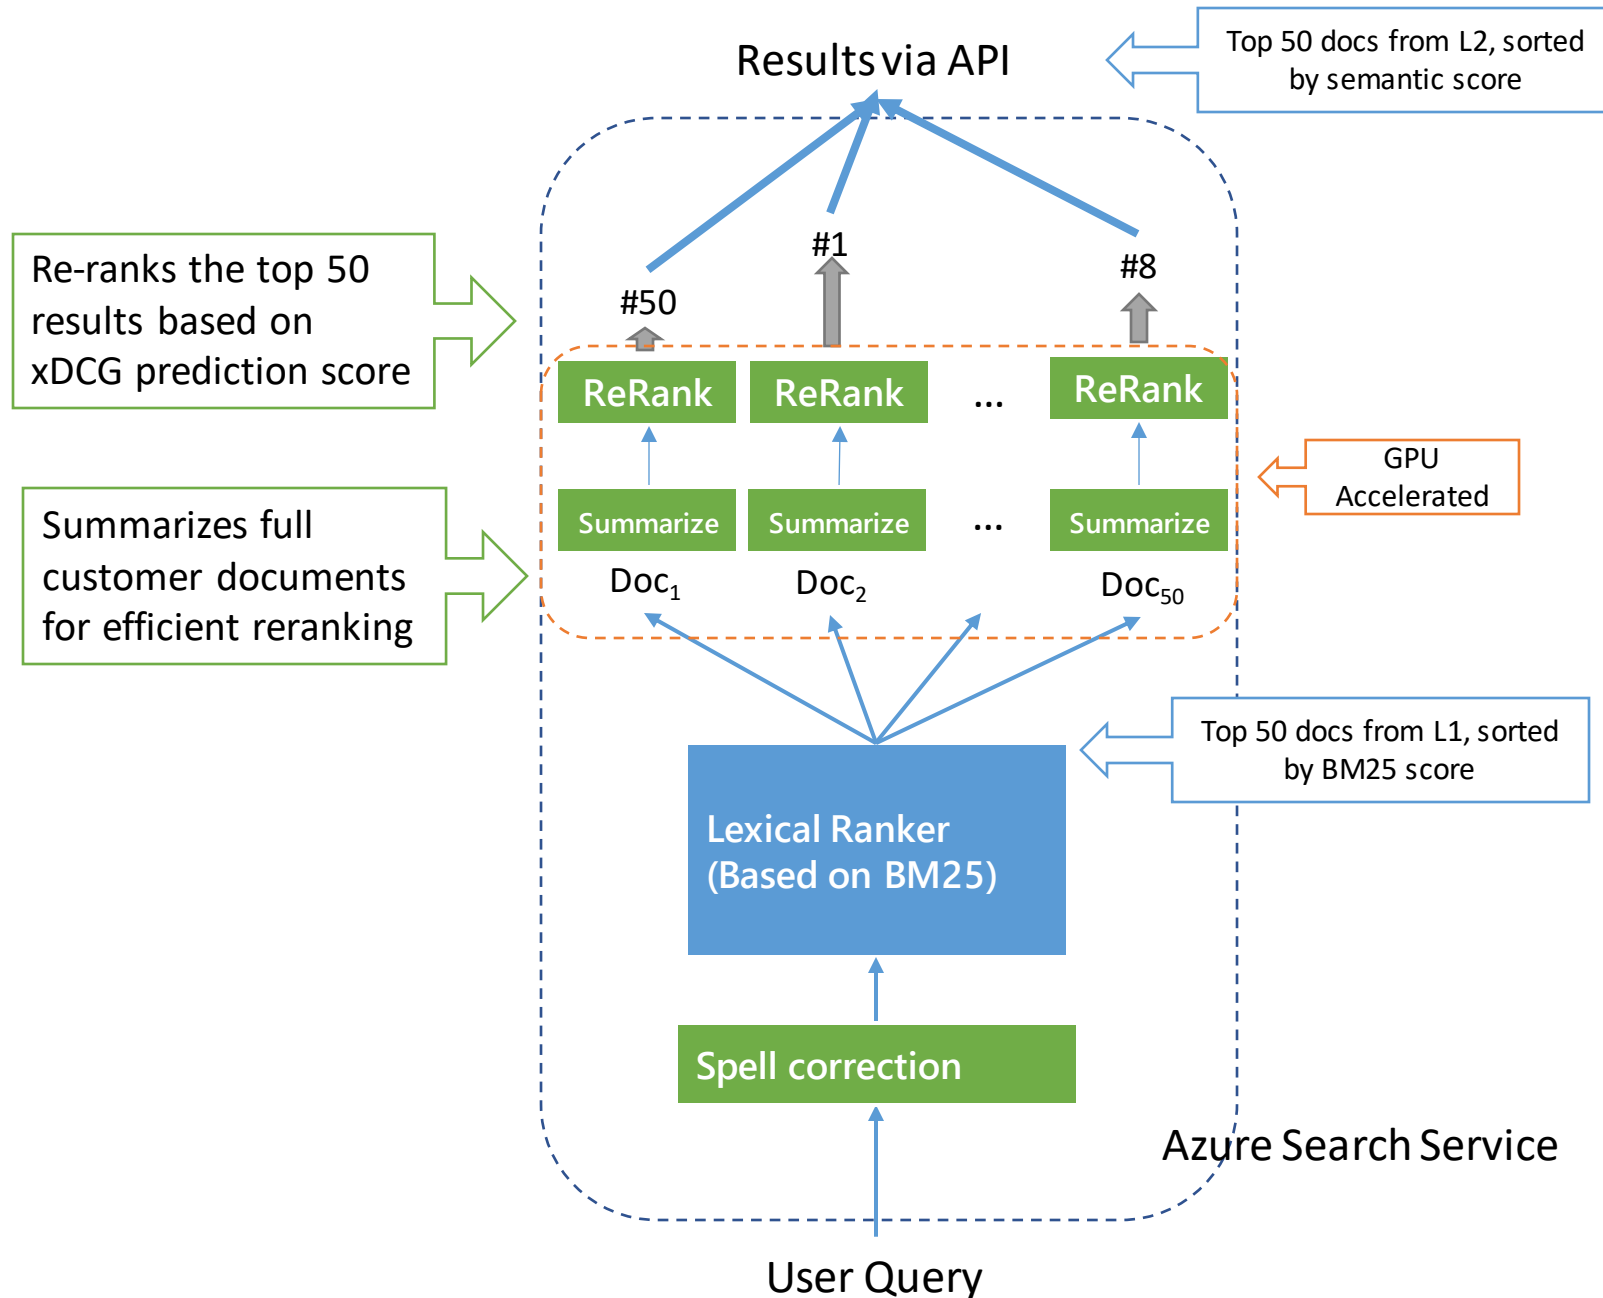 Results via API
Top 50 docs from L2, sorted
by semantic score
Re-ranks the top 50
results based on
xDCG prediction score
#50
#1
#8
ReRank
ReRank
...
ReRank
GPU
Accelerated
Summarizes full
customer documents
for efficient reranking
Summarize
Summarize
...
Summarize
Doc₁
Doc₂
Doc₅₀
Top 50 docs from L1, sorted
by BM25 score
Lexical Ranker
(Based on BM25)
Spell correction
Azure Search Service
User Query